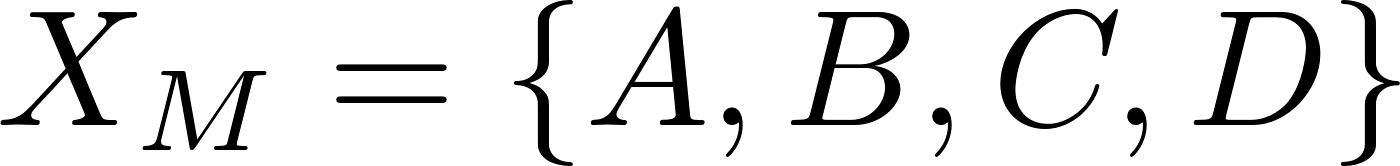 X_M = {A, B, C, D}